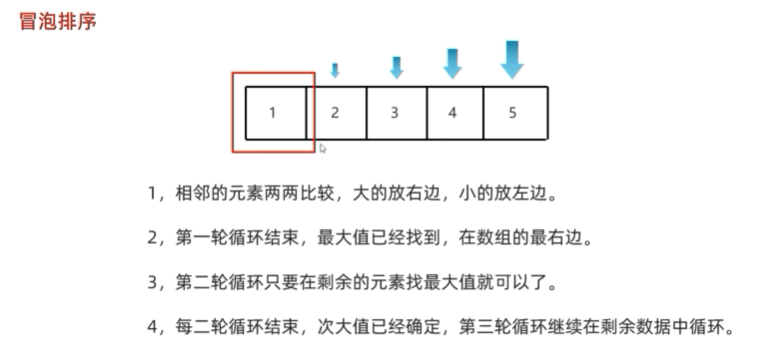 冒泡排序
1 2 3 4 5
1，相邻的元素两两比较，大的放右边，小的放左边。
2，第一轮循环结束，最大值已经找到，在数组的最右边。
3，第二轮循环只要在剩余的元素找最大值就可以了。
4，每二轮循环结束，次大值已经确定，第三轮循环继续在剩余数据中循环。